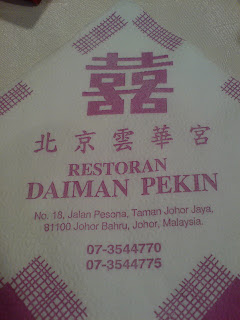 囍
北京雲華宮
RESTORAN
DAIMAN PEKIN
No. 18, Jalan Pesona, Taman Johor Jaya,
81100 Johor Bahru, Johor, Malaysia.
07-3544770
07-3544775